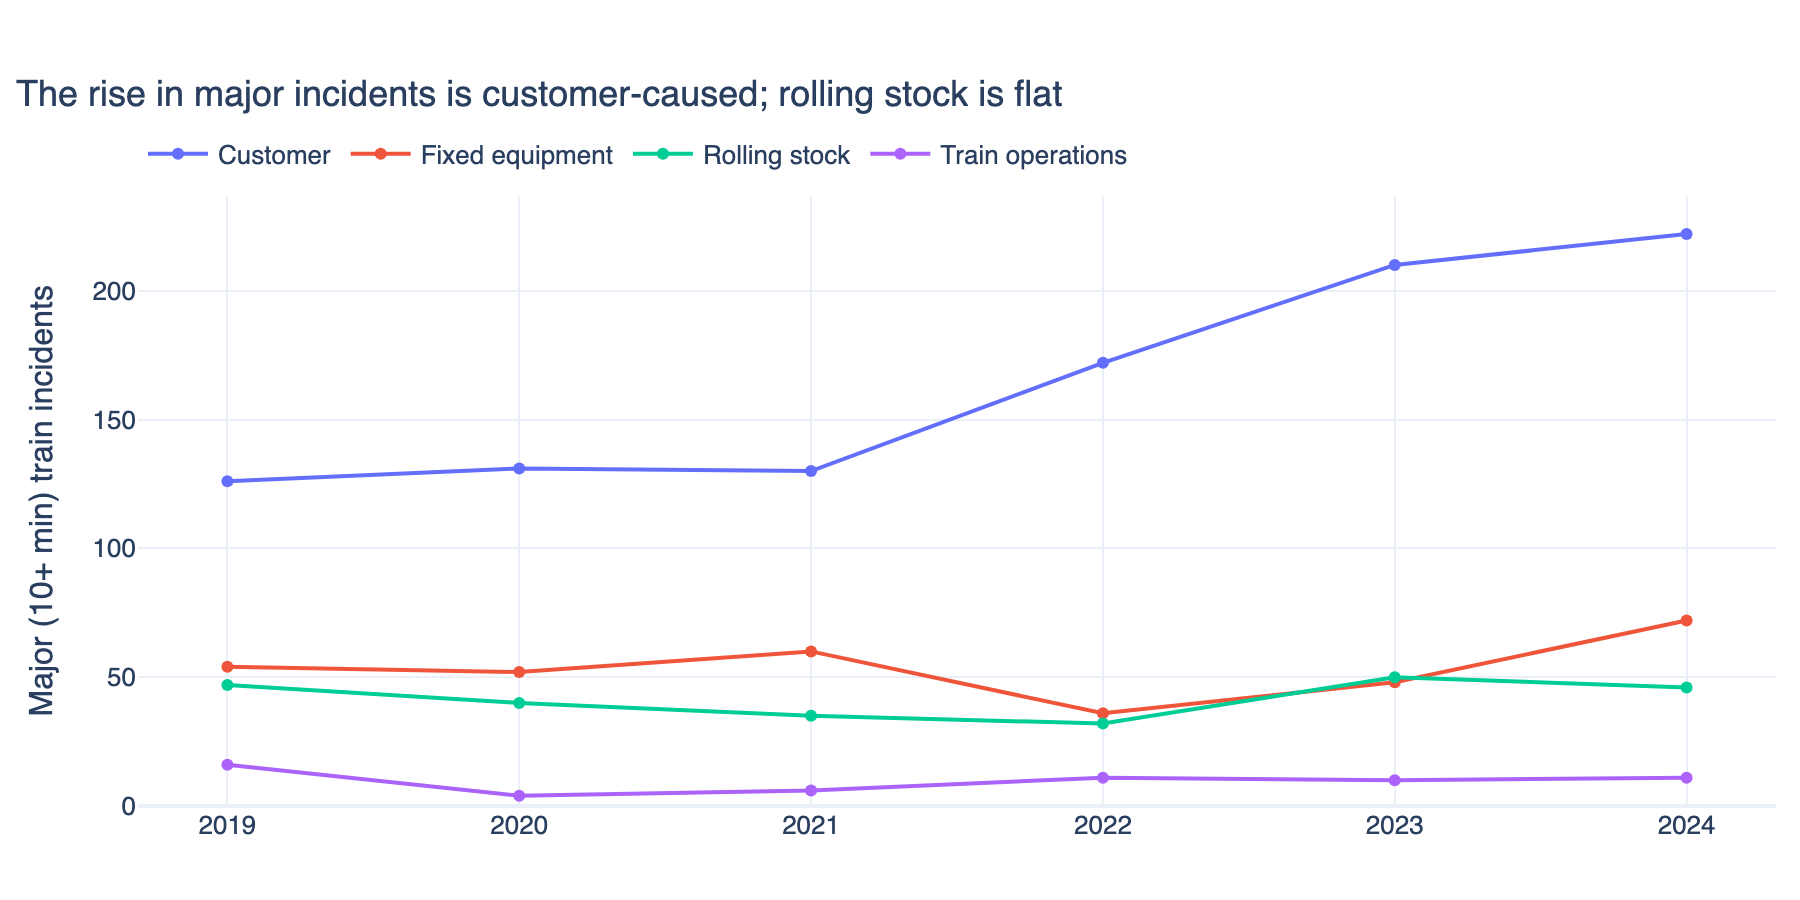 The rise in major incidents is customer-caused; rolling stock is flat
Customer Fixed equipment Rolling stock Train operations
Major (10+ min) train incidents
200
150
100
50
0
2019 2020 2021 2022 2023 2024